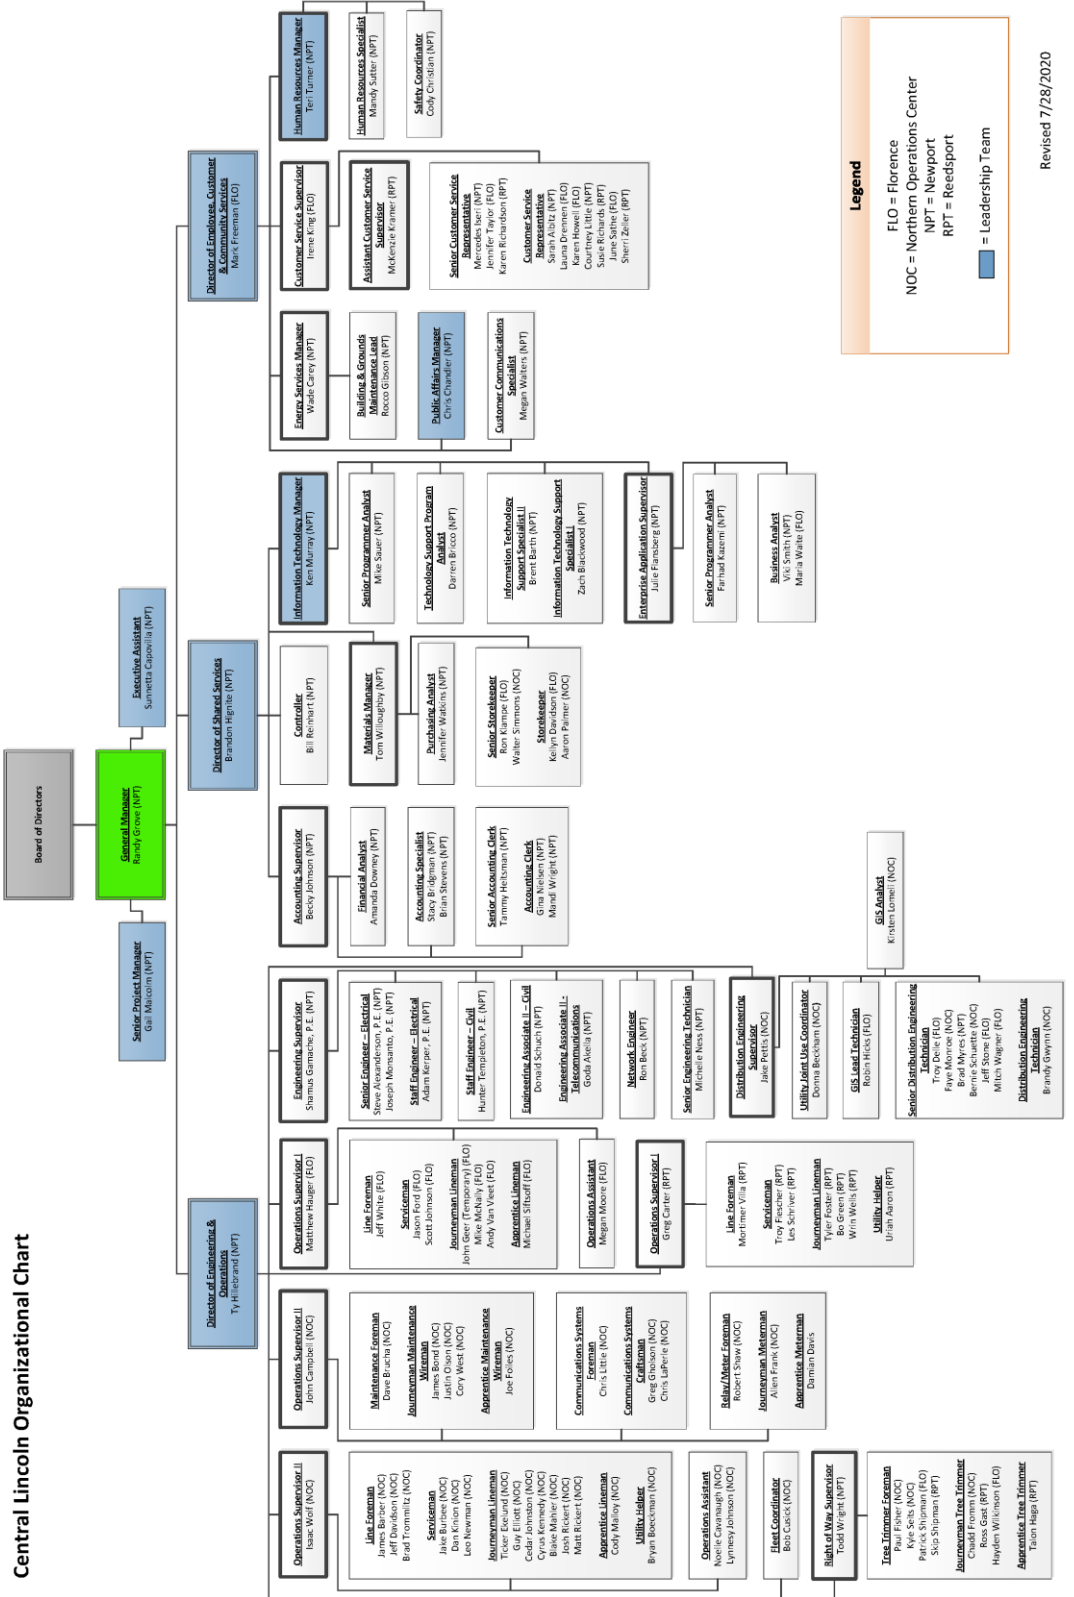 Central Lincoln Organizational Chart
Board of Directors
General Manager
Randy Grove (NPT)
Senior Project Manager
Gail Malcolm (NPT)
Executive Assistant
Sunnetta Capovilla (NPT)
Director of Engineering &
Operations
Ty Hillebrand (NPT)
Director of Shared Services
Brandon Hignite (NPT)
Director of Employee, Customer
& Community Services
Mark Freeman (FLO)
Operations Supervisor II
Isaac Wolf (NOC)
Line Foreman
James Barber (NOC)
Jeff Davidson (NOC)
Brad Trommlitz (NOC)
Serviceman
Jake Burbee (NOC)
Dan Kinion (NOC)
Leo Newman (NOC)
Journeyman Lineman
Ticker Ekelund (NOC)
Guy Elliott (NOC)
Cedar Johnston (NOC)
Cyrus Kennedy (NOC)
Blake Mahler (NOC)
Josh Rickert (NOC)
Matt Rickert (NOC)
Apprentice Lineman
Cody Malloy (NOC)
Utility Helper
Bryan Boeckman (NOC)
Operations Assistant
Noelle Cavanaugh (NOC)
Lynnesey Johnson (NOC)
Fleet Coordinator
Bob Cusick (NOC)
Right of Way Supervisor
Todd Wright (NPT)
Tree Trimmer Foreman
Paul Fisher (NOC)
Kyle Seits (NOC)
Patrick Shipman (FLO)
Skip Shipman (RPT)
Journeyman Tree Trimmer
Chadd Fromm (NOC)
Ross Gast (RPT)
Hayden Wilkinson (FLO)
Apprentice Tree Trimmer
Talon Haga (RPT)
Operations Supervisor II
John Campbell (NOC)
Maintenance Foreman
Dave Brucha (NOC)
Journeyman Maintenance
Wireman
James Bond (NOC)
Justin Olson (NOC)
Cory West (NOC)
Apprentice Maintenance
Wireman
Joe Folles (NOC)
Communications Systems
Foreman
Chris Little (NOC)
Communications Systems
Craftsman
Greg Gholson (NOC)
Chris LaPerle (NOC)
Relay/Meter Foreman
Robert Shaw (NOC)
Journeyman Meterman
Allen Frank (NOC)
Apprentice Meterman
Damian Davis
Operations Supervisor I
Matthew Hauger (FLO)
Line Foreman
Jeff White (FLO)
Serviceman
Jason Ford (FLO)
Scott Johnson (FLO)
Journeyman Lineman
John Geer (Temporary) (FLO)
Mike McNally (FLO)
Andy Van Vleet (FLO)
Apprentice Lineman
Michael Siftsoff (FLO)
Operations Assistant
Megan Moore (FLO)
Operations Supervisor I
Greg Carter (RPT)
Line Foreman
Mortimer Villa (RPT)
Serviceman
Troy Flescher (RPT)
Les Schriver (RPT)
Journeyman Lineman
Tyler Foster (RPT)
Bo Green (RPT)
Wrin Wells (RPT)
Utility Helper
Uriah Aaron (RPT)
Engineering Supervisor
Shamus Gamache, P.E. (NPT)
Senior Engineer – Electrical
Steve Alexanderson, P.E. (NPT)
Joseph Monsanto, P.E. (NPT)
Staff Engineer – Electrical
Adam Kerper, P.E. (NPT)
Staff Engineer – Civil
Hunter Templeton, P.E. (NPT)
Engineering Associate II – Civil
Donald Schuch (NPT)
Engineering Associate II -
Telecommunications
Goda Akeila (NPT)
Network Engineer
Ron Beck (NPT)
Senior Engineering Technician
Michelle Ness (NPT)
Distribution Engineering
Supervisor
Jake Pettis (NOC)
Utility Joint Use Coordinator
Donna Beckham (NOC)
GIS Lead Technician
Robin Hicks (FLO)
GIS Analyst
Kirsten Lomeli (NOC)
Senior Distribution Engineering
Technician
Troy Delle (FLO)
Faye Monroe (NOC)
Brad Myres (NPT)
Bernie Schuette (NOC)
Jeff Stone (FLO)
Mitch Wagner (FLO)
Distribution Engineering
Technician
Brandy Gwynn (NOC)
Accounting Supervisor
Becky Johnson (NPT)
Financial Analyst
Amanda Downey (NPT)
Accounting Specialist
Stacy Bridgman (NPT)
Brian Stevens (NPT)
Senior Accounting Clerk
Tammy Heitsman (NPT)
Accounting Clerk
Gina Nielsen (NPT)
Mandi Wright (NPT)
Controller
Bill Reinhart (NPT)
Materials Manager
Tom Willoughby (NPT)
Purchasing Analyst
Jennifer Watkins (NPT)
Senior Storekeeper
Ron Klampe (FLO)
Walter Simmons (NOC)
Storekeeper
Kellyn Davidson (FLO)
Aaron Palmer (NOC)
Information Technology Manager
Ken Murray (NPT)
Senior Programmer Analyst
Mike Sauer (NPT)
Technology Support Program
Analyst
Darren Bricco (NPT)
Information Technology
Support Specialist II
Brent Barth (NPT)
Information Technology Support
Specialist I
Zach Blackwood (NPT)
Enterprise Application Supervisor
Julie Flansberg (NPT)
Senior Programmer Analyst
Farhad Kazemi (NPT)
Business Analyst
Viki Smith (NPT)
Maria Waite (FLO)
Energy Services Manager
Wade Carey (NPT)
Building & Grounds
Maintenance Lead
Rocco Gibson (NPT)
Public Affairs Manager
Chris Chandler (NPT)
Customer Communications
Specialist
Megan Walters (NPT)
Customer Service Supervisor
Irene King (FLO)
Assistant Customer Service
Supervisor
McKenzie Kramer (RPT)
Senior Customer Service
Representative
Mercedes Iseri (NPT)
Jennifer Taylor (FLO)
Karen Richardson (RPT)
Customer Service
Representative
Sarah Albitz (NPT)
Launa Drennen (FLO)
Karen Howell (FLO)
Courtney Little (NPT)
Susie Richards (RPT)
June Sathe (FLO)
Sherri Zeller (RPT)
Human Resources Manager
Teri Turner (NPT)
Human Resources Specialist
Mandy Sutter (NPT)
Safety Coordinator
Cody Christian (NPT)
Legend
FLO = Florence
NOC = Northern Operations Center
NPT = Newport
RPT = Reedsport
= Leadership Team
Revised 7/28/2020